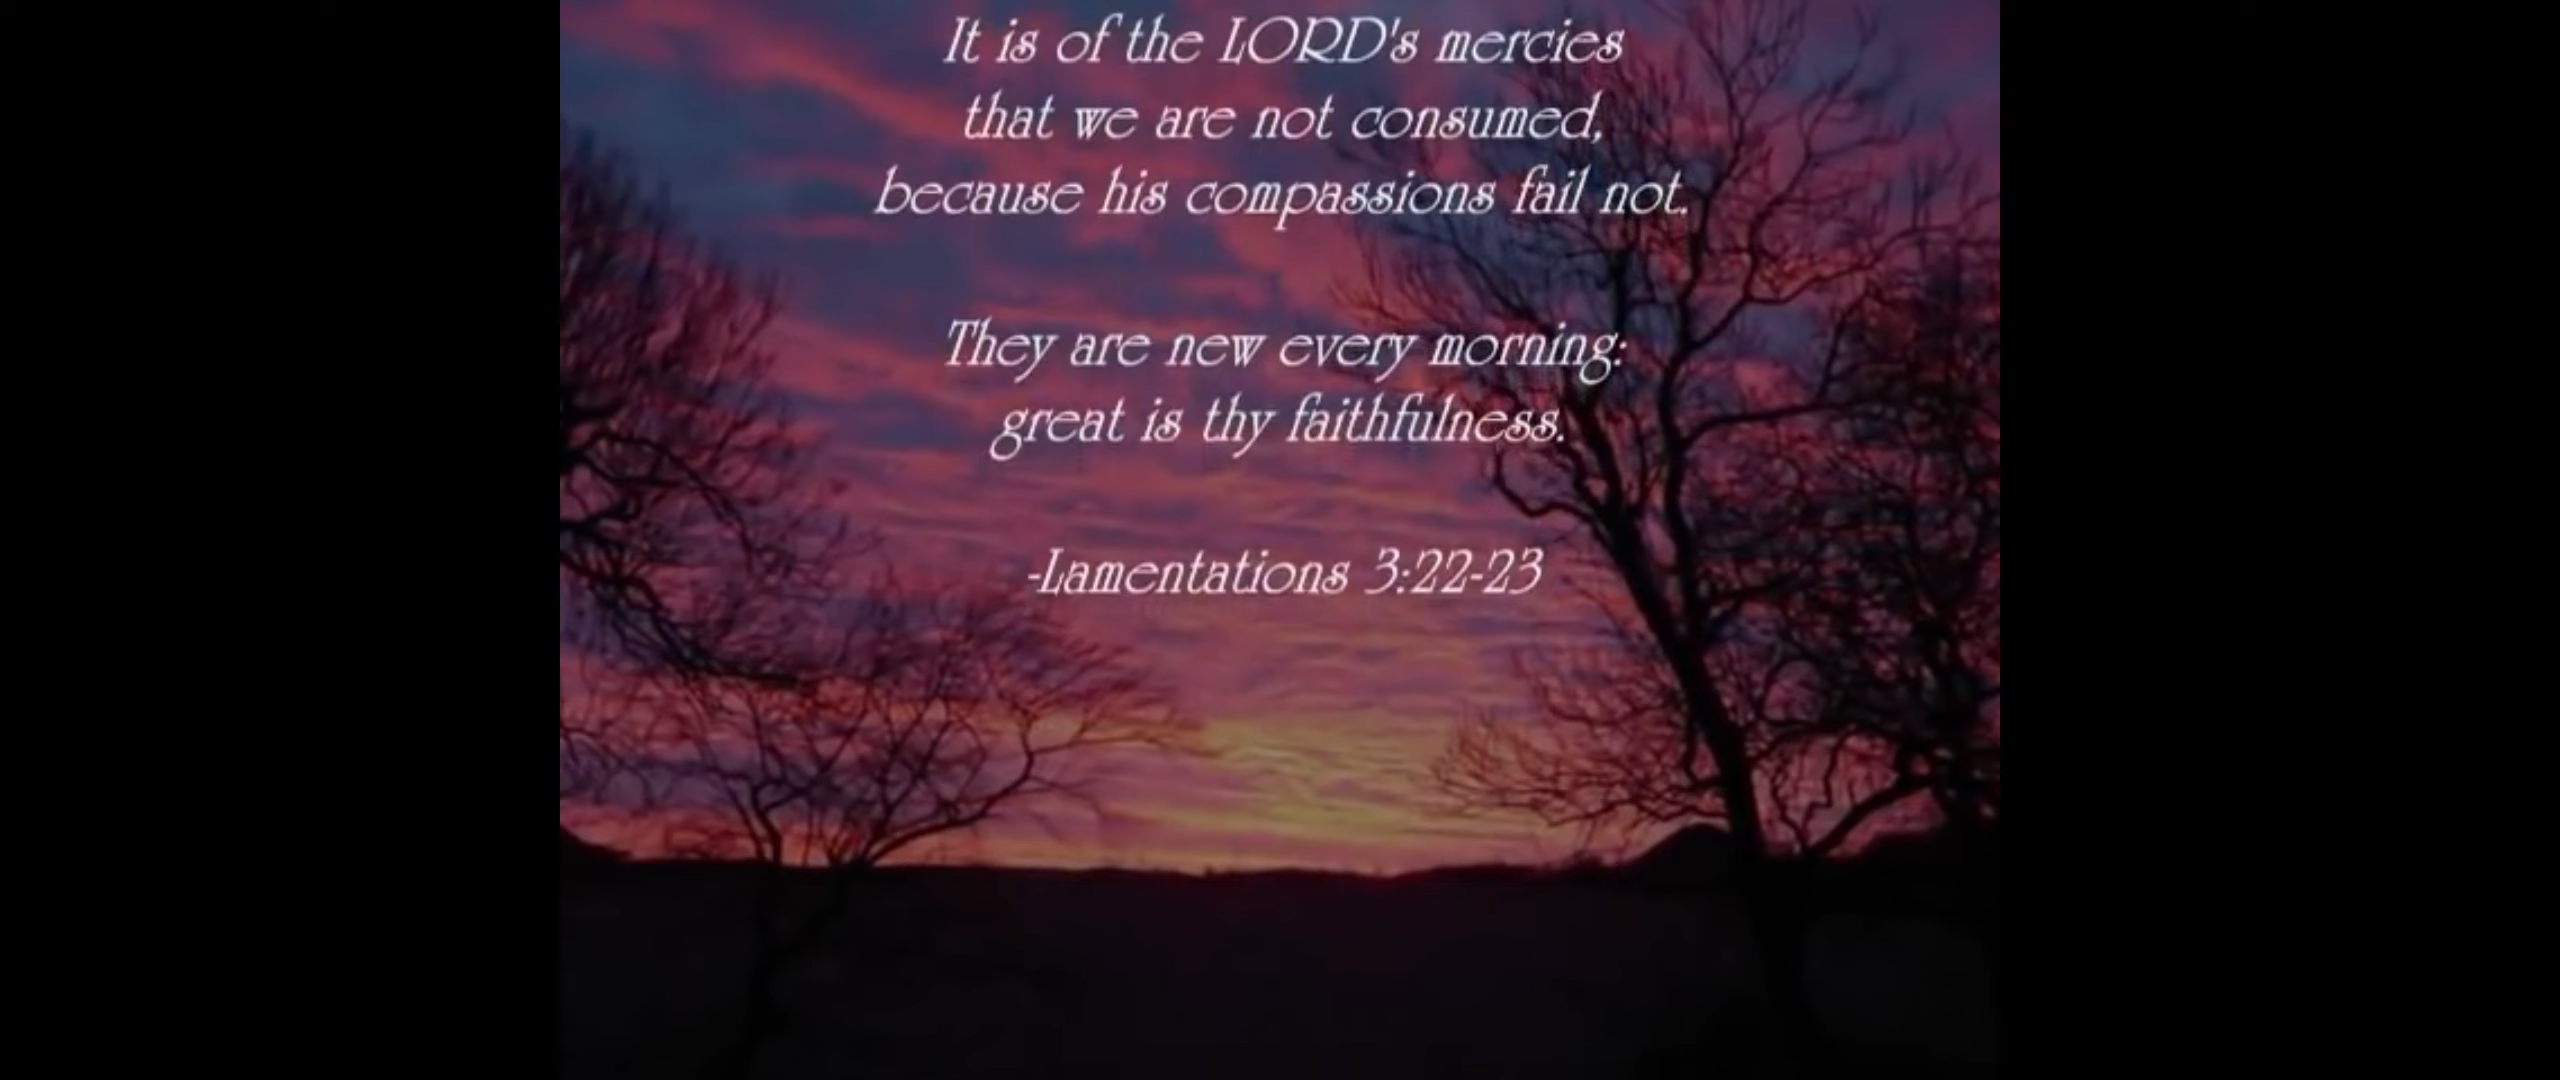 It is of the LORD's mercies
that we are not consumed,
because his compassions fail not.
They are new every morning:
great is thy faithfulness.
-Lamentations 3:22-23